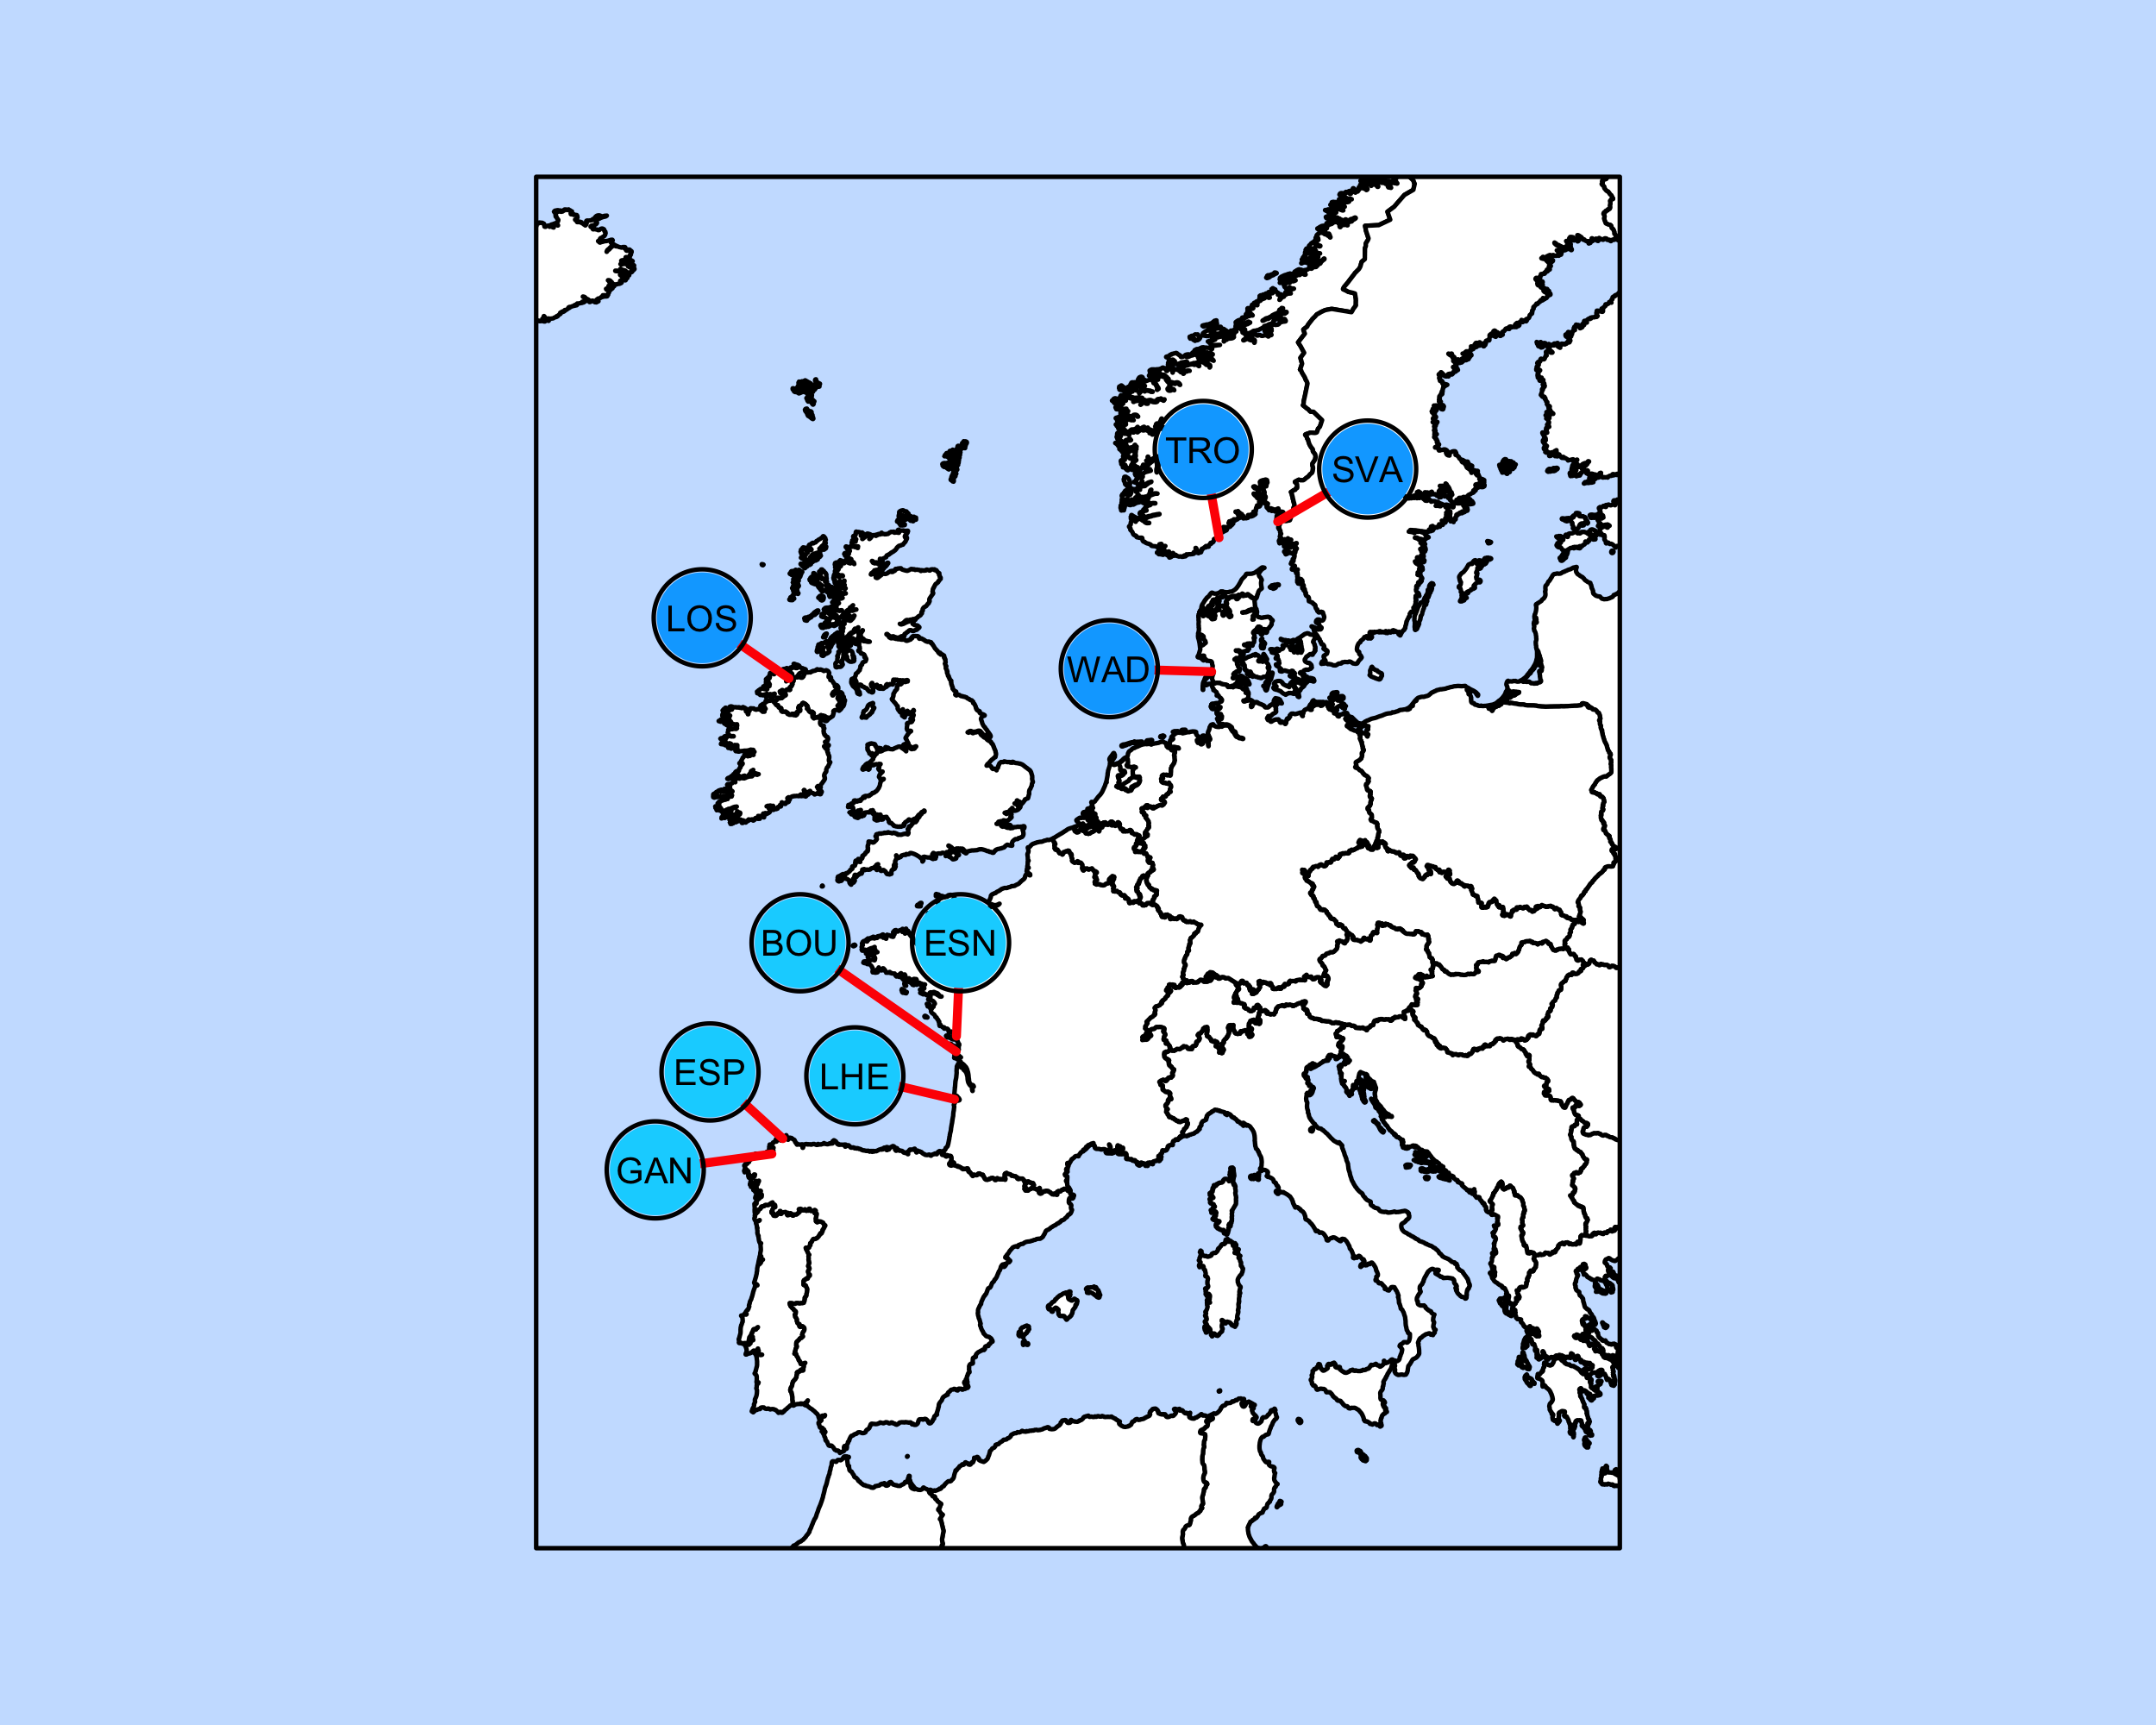 TRO
SVA
LOS
WAD
BOU
ESN
ESP
LHE
GAN